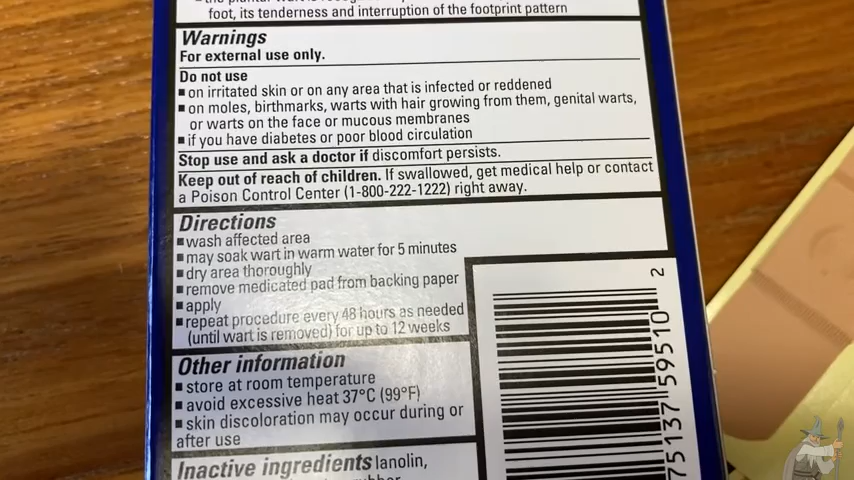 foot, its tenderness and interruption of the footprint pattern
Warnings
For external use only.
Do not use
■ on irritated skin or on any area that is infected or reddened
■ on moles, birthmarks, warts with hair growing from them, genital warts,
or warts on the face or mucous membranes
■ if you have diabetes or poor blood circulation
Stop use and ask a doctor if discomfort persists.
Keep out of reach of children. If swallowed, get medical help or contact
a Poison Control Center (1-800-222-1222) right away.
Directions
■ wash affected area
■ may soak wart in warm water for 5 minutes
■ dry area thoroughly
■ remove medicated pad from backing paper
■ apply
■ repeat procedure every 48 hours as needed
(until wart is removed) for up to 12 weeks
Other information
■ store at room temperature
■ avoid excessive heat 37°C (99°F)
■ skin discoloration may occur during or
after use
Inactive ingredients lanolin,
75137 59510 2